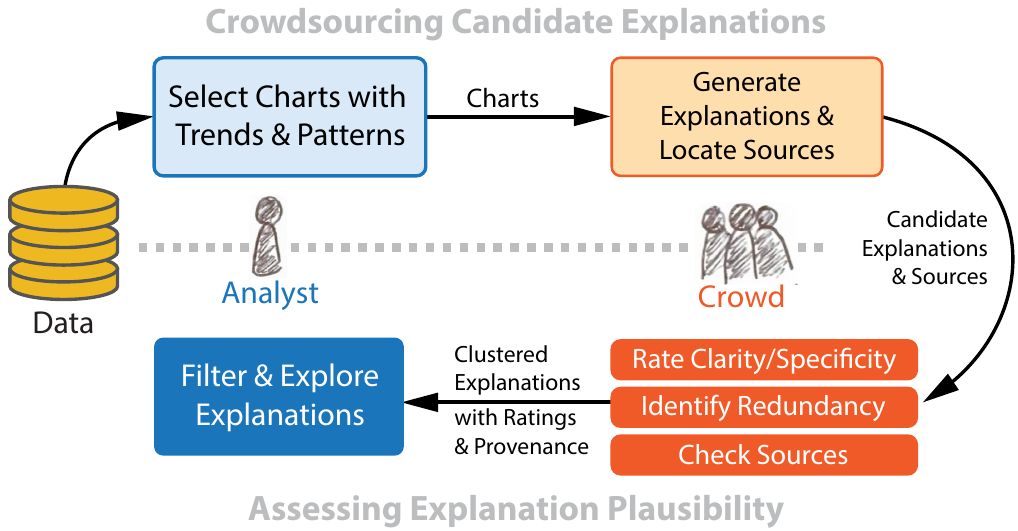 Crowdsourcing Candidate Explanations
Select Charts with
Trends & Patterns
Charts
Generate
Explanations &
Locate Sources
Candidate
Explanations
& Sources
Data
Analyst
Crowd
Filter & Explore
Explanations
Clustered
Explanations
with Ratings
& Provenance
Rate Clarity/Specificity
Identify Redundancy
Check Sources
Assessing Explanation Plausibility